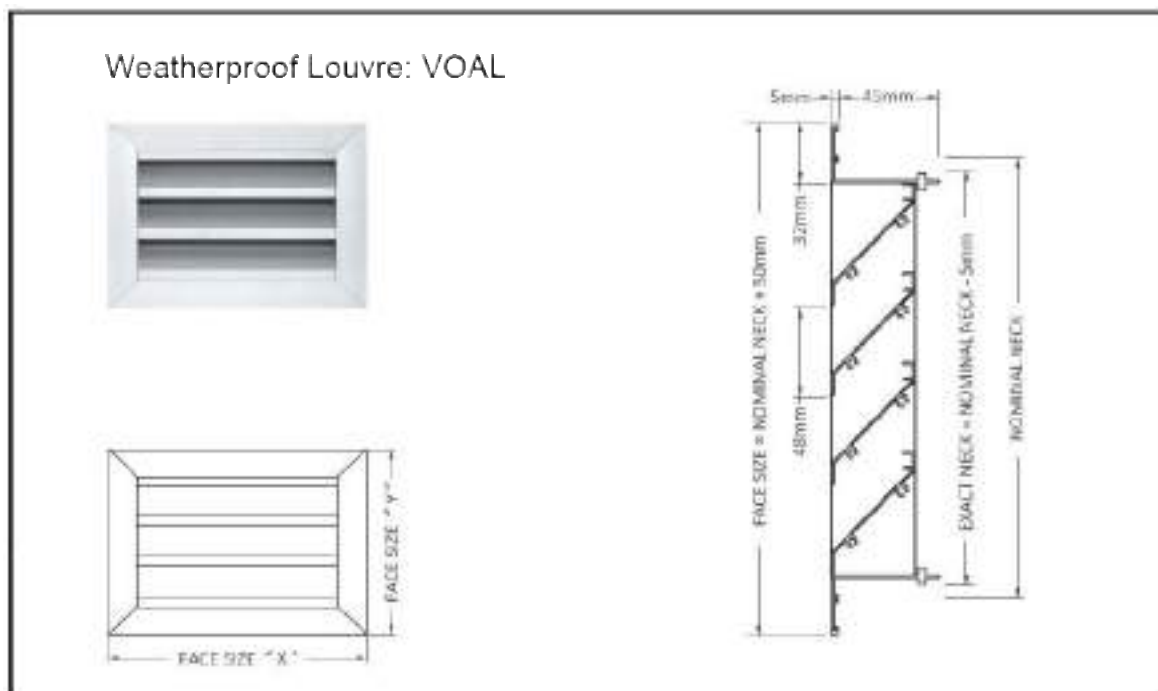 Weatherproof Louvre: VOAL
5mm
45mm
32mm
48mm
FACE SIZE = NOMINAL NECK + 50mm
EXACT NECK = NOMINAL NECK - 5mm
NOMINAL NECK
FACE SIZE "Y"
FACE SIZE "X"